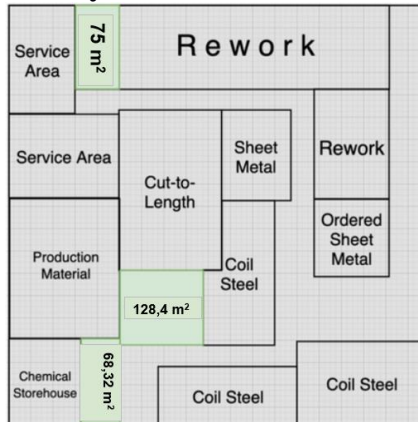 75 m²
Rework
Service
Area
Service Area
Cut-to-
Length
Sheet
Metal
Rework
Ordered
Sheet
Metal
Production
Material
Coil
Steel
128,4 m²
Chemical
Storehouse
68,32 m²
Coil Steel
Coil Steel